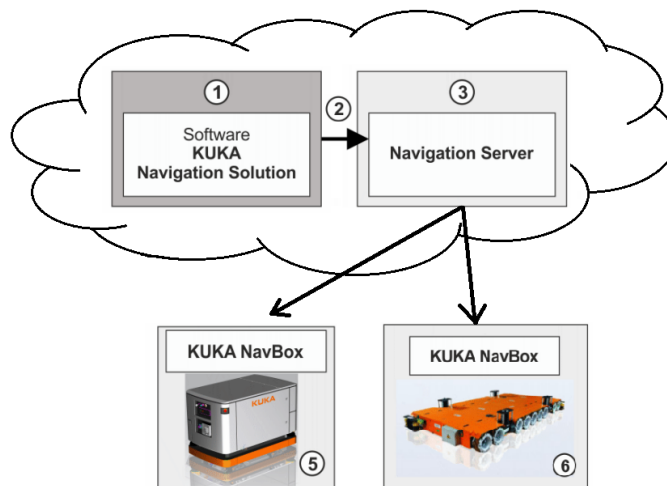 1
2
3
Software
KUKA
Navigation Solution
Navigation Server
KUKA NavBox
KUKA NavBox
KUKA
5
6